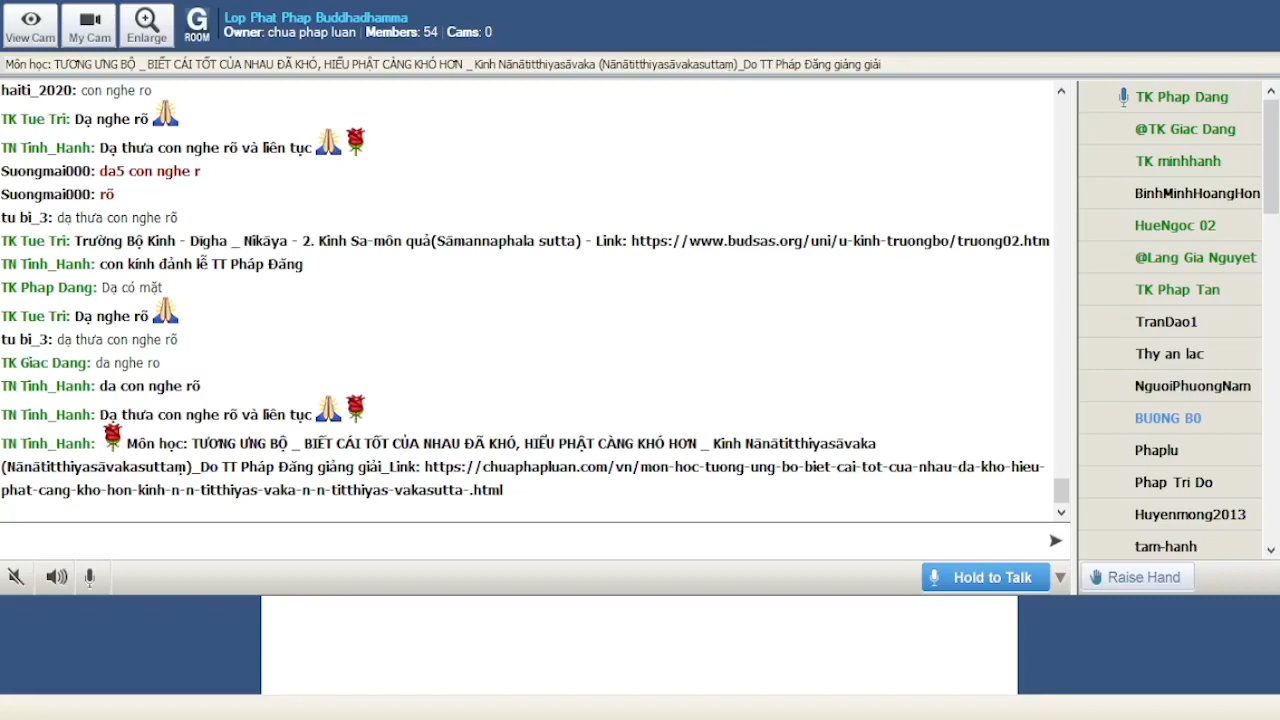 View Cam
My Cam
Enlarge
G
ROOM
Lop Phat Phap Buddhadhamma
Owner: chua phap luan | Members: 54 | Cams: 0
Môn học: TƯƠNG ƯNG BỘ _ BIẾT CÁI TỐT CỦA NHAU ĐÃ KHÓ, HIỂU PHẬT CÀNG KHÓ HƠN _ Kinh Nānātitthiyasāvaka (Nānātitthiyasāvakasuttaṃ)_Do TT Pháp Đăng giảng giải
haiti_2020: con nghe ro
TK Tue Tri: Dạ nghe rõ
TN Tinh_Hanh: Dạ thưa con nghe rõ và liên tục
Suongmai000: da5 con nghe r
Suongmai000: rõ
tu bi_3: dạ thưa con nghe rõ
TK Tue Tri: Trường Bộ Kinh - Dīgha _ Nikāya - 2. Kinh Sa-môn quả(Sāmannaphala sutta) - Link: https://www.budsas.org/uni/u-kinh-truongbo/truong02.htm
TN Tinh_Hanh: con kính đảnh lễ TT Pháp Đăng
TK Phap Dang: Dạ có mặt
TK Tue Tri: Dạ nghe rõ
tu bi_3: dạ thưa con nghe rõ
TK Giac Dang: da nghe ro
TN Tinh_Hanh: da con nghe rõ
TN Tinh_Hanh: Dạ thưa con nghe rõ và liên tục
TN Tinh_Hanh: Môn học: TƯƠNG ƯNG BỘ _ BIẾT CÁI TỐT CỦA NHAU ĐÃ KHÓ, HIỂU PHẬT CÀNG KHÓ HƠN _ Kinh Nānātitthiyasāvaka
(Nānātitthiyasāvakasuttaṃ)_Do TT Pháp Đăng giảng giải_Link: https://chuaphapluan.com/vn/mon-hoc-tuong-ung-bo-biet-cai-tot-cua-nhau-da-kho-hieu-
phat-cang-kho-hon-kinh-n-n-titthiyas-vaka-n-n-titthiyas-vakasutta-.html
TK Phap Dang
@TK Giac Dang
TK minhhanh
BinhMinhHoangHon
HueNgoc 02
@Lang Gia Nguyet
TK Phap Tan
TranDao1
Thy an lac
NguoiPhuongNam
BU0NG B0
Phaplu
Phap Tri Do
Huyenmong2013
tam-hanh
Hold to Talk
Raise Hand